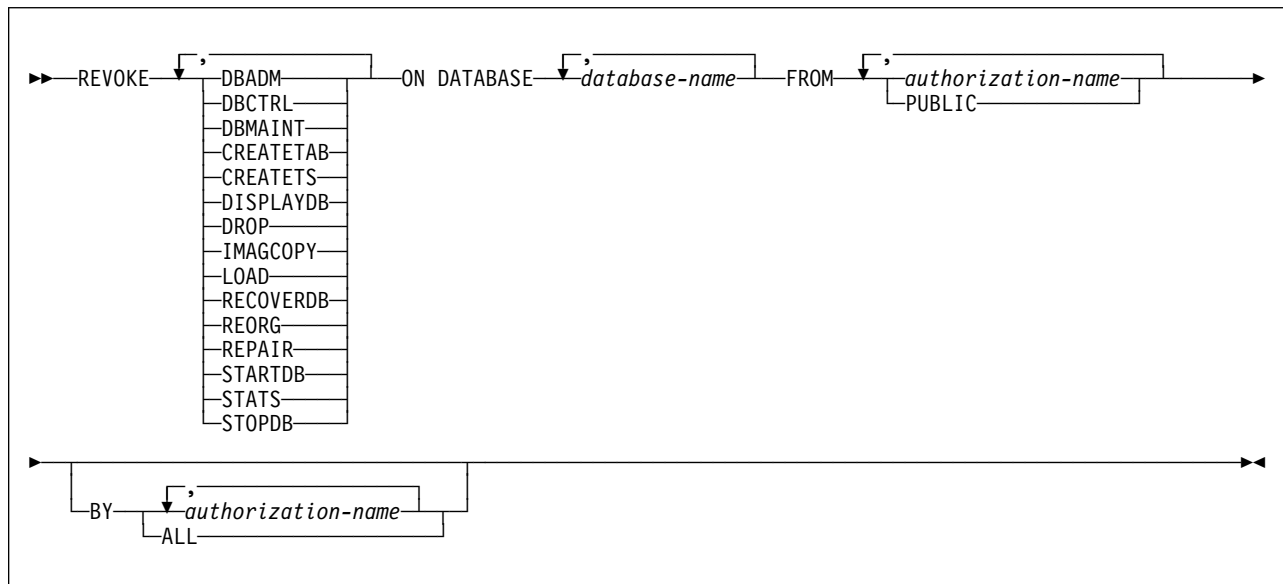 , , ,
REVOKE DBADM ON DATABASE database-name FROM authorization-name
DBCTRL PUBLIC
DBMAINT
CREATETAB
CREATETS
DISPLAYDB
DROP
IMAGCOPY
LOAD
RECOVERDB
REORG
REPAIR
STARTDB
STATS
STOPDB
,
BY authorization-name
ALL